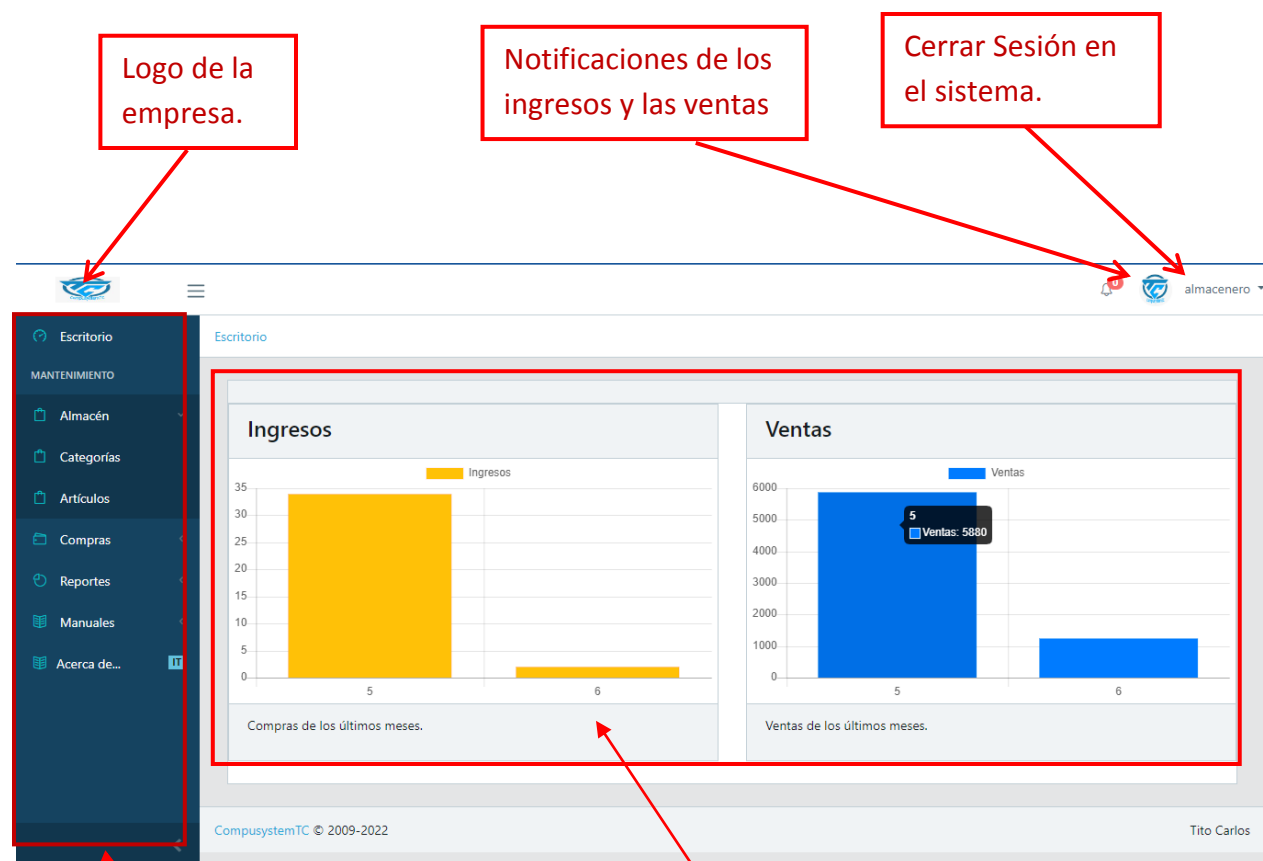 Logo de la
empresa.
Notificaciones de los
ingresos y las ventas
Cerrar Sesión en
el sistema.
0
almacenero
Escritorio
MANTENIMIENTO
Almacén
Categorías
Artículos
Compras
Reportes
Manuales
Acerca de...
IT
Escritorio
Ingresos
Ingresos
35
30
25
20
15
10
5
0
5
6
Compras de los últimos meses.
Ventas
Ventas
6000
5000
4000
3000
2000
1000
0
5
Ventas: 5880
5
6
Ventas de los últimos meses.
CompusystemTC © 2009-2022
Tito Carlos